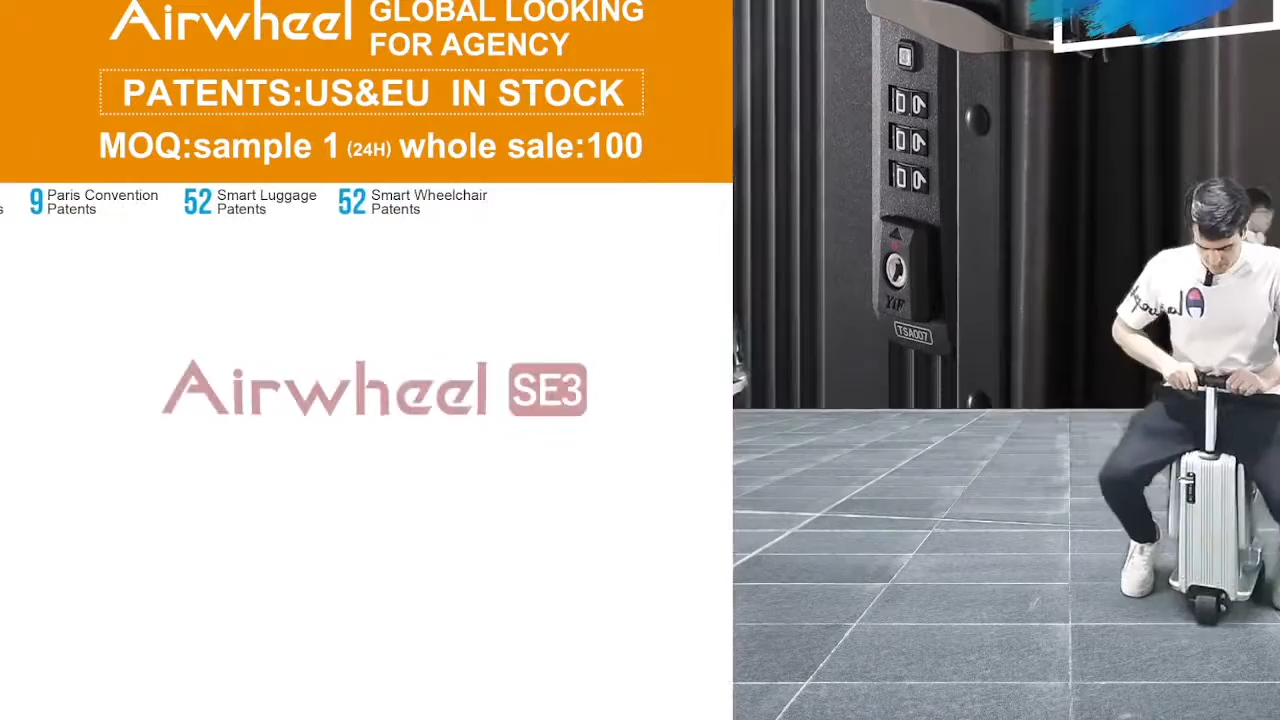 Airwheel
GLOBAL LOOKING
FOR AGENCY
PATENTS:US&EU IN STOCK
MOQ:sample 1 (24H) whole sale:100
9 Paris Convention
Patents
52 Smart Luggage
Patents
52 Smart Wheelchair
Patents
Airwheel SE3
TSA007